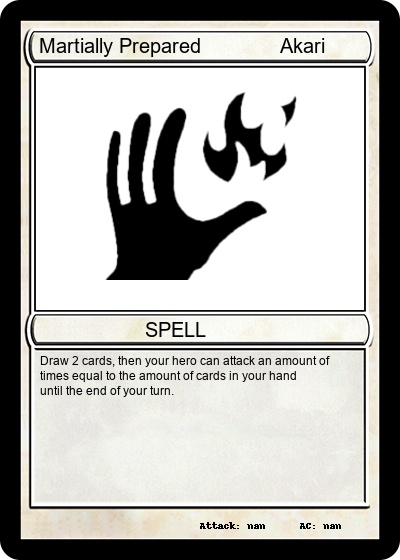 Martially Prepared Akari
SPELL
Draw 2 cards, then your hero can attack an amount of
times equal to the amount of cards in your hand
until the end of your turn.
Attack: nan AC: nan